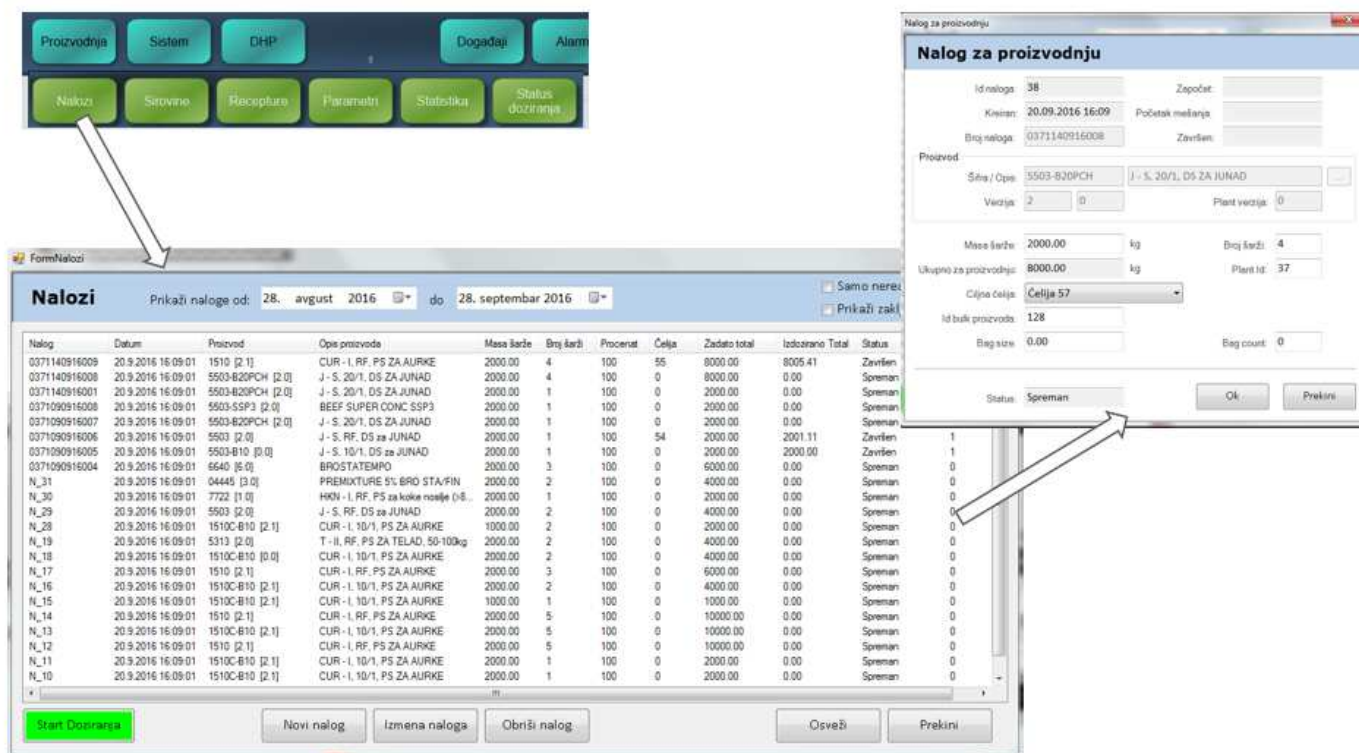 Proizvodnja Sistem DHP Događaji Alarm
Nalozi Sirovine Recepture Parametri Statistika Status doziranja
Nalog za proizvodnju
Nalog za proizvodnju
Id naloga: 38 Započet:
Kreiran: 20.09.2016 16:09 Početak mešanja:
Broj naloga: 0371140916008 Završen:
Proizvod
Šifra / Opis: 5503-B20PCH J - S, 20/1, DS ZA JUNAD ...
Verzija: 2 0 Plant verzija: 0
Masa šarže: 2000.00 kg Broj šarži: 4
Ukupno za proizvodnju: 8000.00 kg Plant Id: 37
Ciljna ćelija: Ćelija 57
Id bulk proizvoda: 128
Bag size: 0.00 Bag count: 0
Status: Spreman Ok Prekini
FormNalozi
Nalozi Prikaži naloge od: 28. avgust 2016 do 28. septembar 2016 Samo nerea
Prikaži zaklj
Nalog Datum Proizvod Opis proizvoda Masa šarže Broj šarži Procenat Ćelija Zadato total Izdozirano Total Status
0371140916009 20.9.2016 16:09:01 1510 [2.1] CUR - I, RF, PS ZA AURKE 2000.00 4 100 55 8000.00 8005.41 Završen
0371140916008 20.9.2016 16:09:01 5503-B20PCH [2.0] J - S, 20/1, DS ZA JUNAD 2000.00 4 100 0 8000.00 0.00 Spreman
0371140916001 20.9.2016 16:09:01 5503-B20PCH [2.0] J - S, 20/1, DS ZA JUNAD 2000.00 1 100 0 2000.00 0.00 Spreman
0371090916008 20.9.2016 16:09:01 5503-SSP3 [2.0] BEEF SUPER CONC SSP3 2000.00 1 100 0 2000.00 0.00 Spreman
0371090916007 20.9.2016 16:09:01 5503-B20PCH [2.0] J - S, 20/1, DS ZA JUNAD 2000.00 1 100 0 2000.00 0.00 Spreman
0371090916006 20.9.2016 16:09:01 5503 [2.0] J - S, RF, DS za JUNAD 2000.00 1 100 54 2000.00 2001.11 Završen 1
0371090916005 20.9.2016 16:09:01 5503-B10 [0.0] J - S, 10/1, DS za JUNAD 2000.00 1 100 0 2000.00 2000.00 Završen 1
0371090916004 20.9.2016 16:09:01 6640 [6.0] BROSTATEMPO 2000.00 3 100 0 6000.00 0.00 Spreman 0
N_31 20.9.2016 16:09:01 04445 [3.0] PREMIXTURE 5% BRO STA/FIN 2000.00 2 100 0 4000.00 0.00 Spreman 0
N_30 20.9.2016 16:09:01 7722 [1.0] HKN - I, RF, PS za koke nosilje (>8... 2000.00 1 100 0 2000.00 0.00 Spreman 0
N_29 20.9.2016 16:09:01 5503 [2.0] J - S, RF, DS za JUNAD 2000.00 2 100 0 4000.00 0.00 Spreman 0
N_28 20.9.2016 16:09:01 1510C-B10 [2.1] CUR - I, 10/1, PS ZA AURKE 1000.00 2 100 0 2000.00 0.00 Spreman 0
N_19 20.9.2016 16:09:01 5313 [2.0] T - II, RF, PS ZA TELAD, 50-100kg 2000.00 2 100 0 4000.00 0.00 Spreman 0
N_18 20.9.2016 16:09:01 1510C-B10 [0.0] CUR - I, 10/1, PS ZA AURKE 2000.00 2 100 0 4000.00 0.00 Spreman 0
N_17 20.9.2016 16:09:01 1510 [2.1] CUR - I, RF, PS ZA AURKE 2000.00 3 100 0 6000.00 0.00 Spreman 0
N_16 20.9.2016 16:09:01 1510C-B10 [2.1] CUR - I, 10/1, PS ZA AURKE 2000.00 2 100 0 4000.00 0.00 Spreman 0
N_15 20.9.2016 16:09:01 1510C-B10 [2.1] CUR - I, 10/1, PS ZA AURKE 1000.00 1 100 0 1000.00 0.00 Spreman 0
N_14 20.9.2016 16:09:01 1510 [2.1] CUR - I, RF, PS ZA AURKE 2000.00 5 100 0 10000.00 0.00 Spreman 0
N_13 20.9.2016 16:09:01 1510C-B10 [2.1] CUR - I, 10/1, PS ZA AURKE 2000.00 5 100 0 10000.00 0.00 Spreman 0
N_12 20.9.2016 16:09:01 1510 [2.1] CUR - I, RF, PS ZA AURKE 2000.00 5 100 0 10000.00 0.00 Spreman 0
N_11 20.9.2016 16:09:01 1510C-B10 [2.1] CUR - I, 10/1, PS ZA AURKE 2000.00 1 100 0 2000.00 0.00 Spreman 0
N_10 20.9.2016 16:09:01 1510C-B10 [2.1] CUR - I, 10/1, PS ZA AURKE 2000.00 1 100 0 2000.00 0.00 Spreman 0
Start Doziranja Novi nalog Izmena naloga Obriši nalog Osveži Prekini